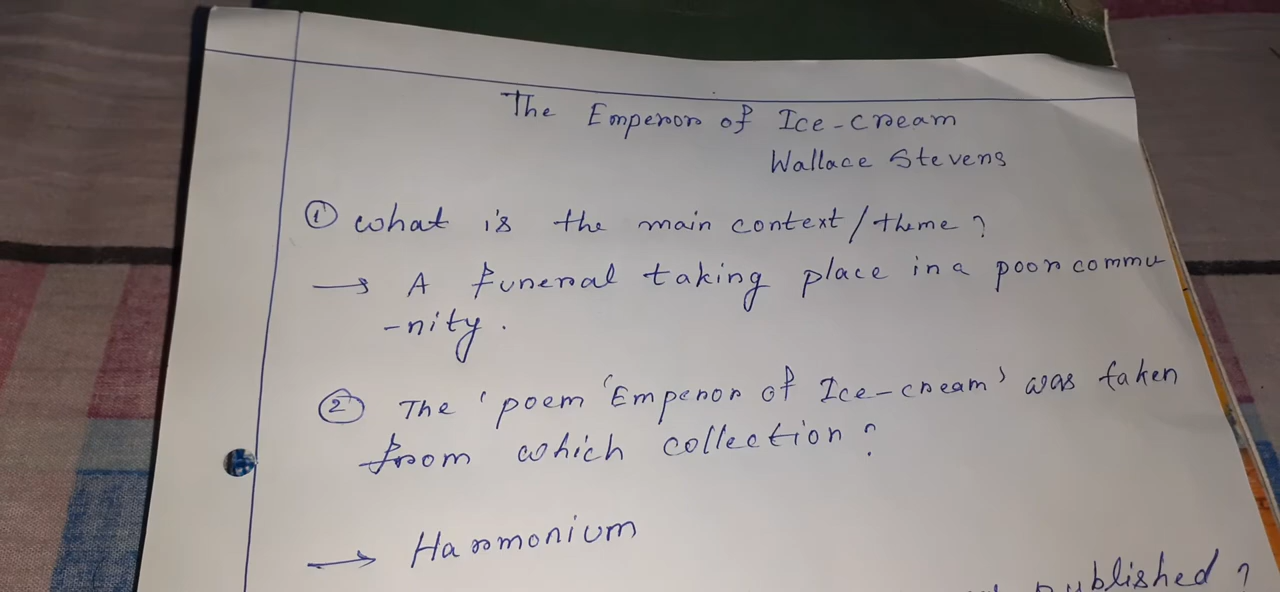 The Emperor of Ice-cream
Wallace Stevens
① what is the main context/theme?
→ A funeral taking place in a poor commu
-nity.
② The 'poem 'Emperor of Ice-cream' was taken
from which collection?
→ Harmonium
published?